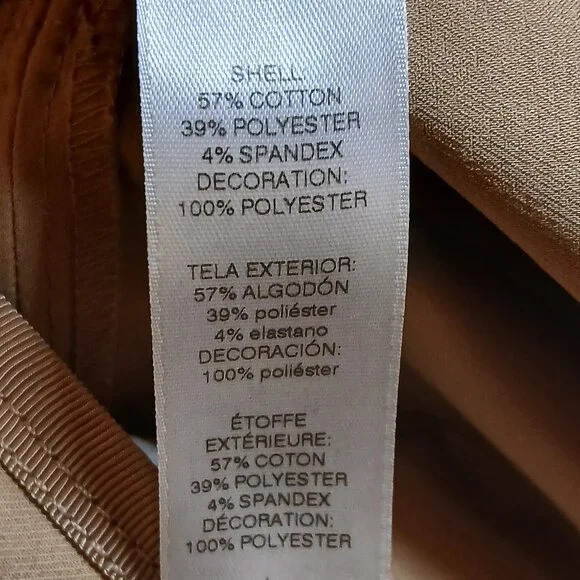 SHELL
57% COTTON
39% POLYESTER
4% SPANDEX
DECORATION:
100% POLYESTER
TELA EXTERIOR:
57% ALGODÓN
39% poliéster
4% elastano
DECORACIÓN:
100% poliéster
ÉTOFFE
EXTÉRIEURE:
57% COTON
39% POLYESTER
4% SPANDEX
DÉCORATION:
100% POLYESTER